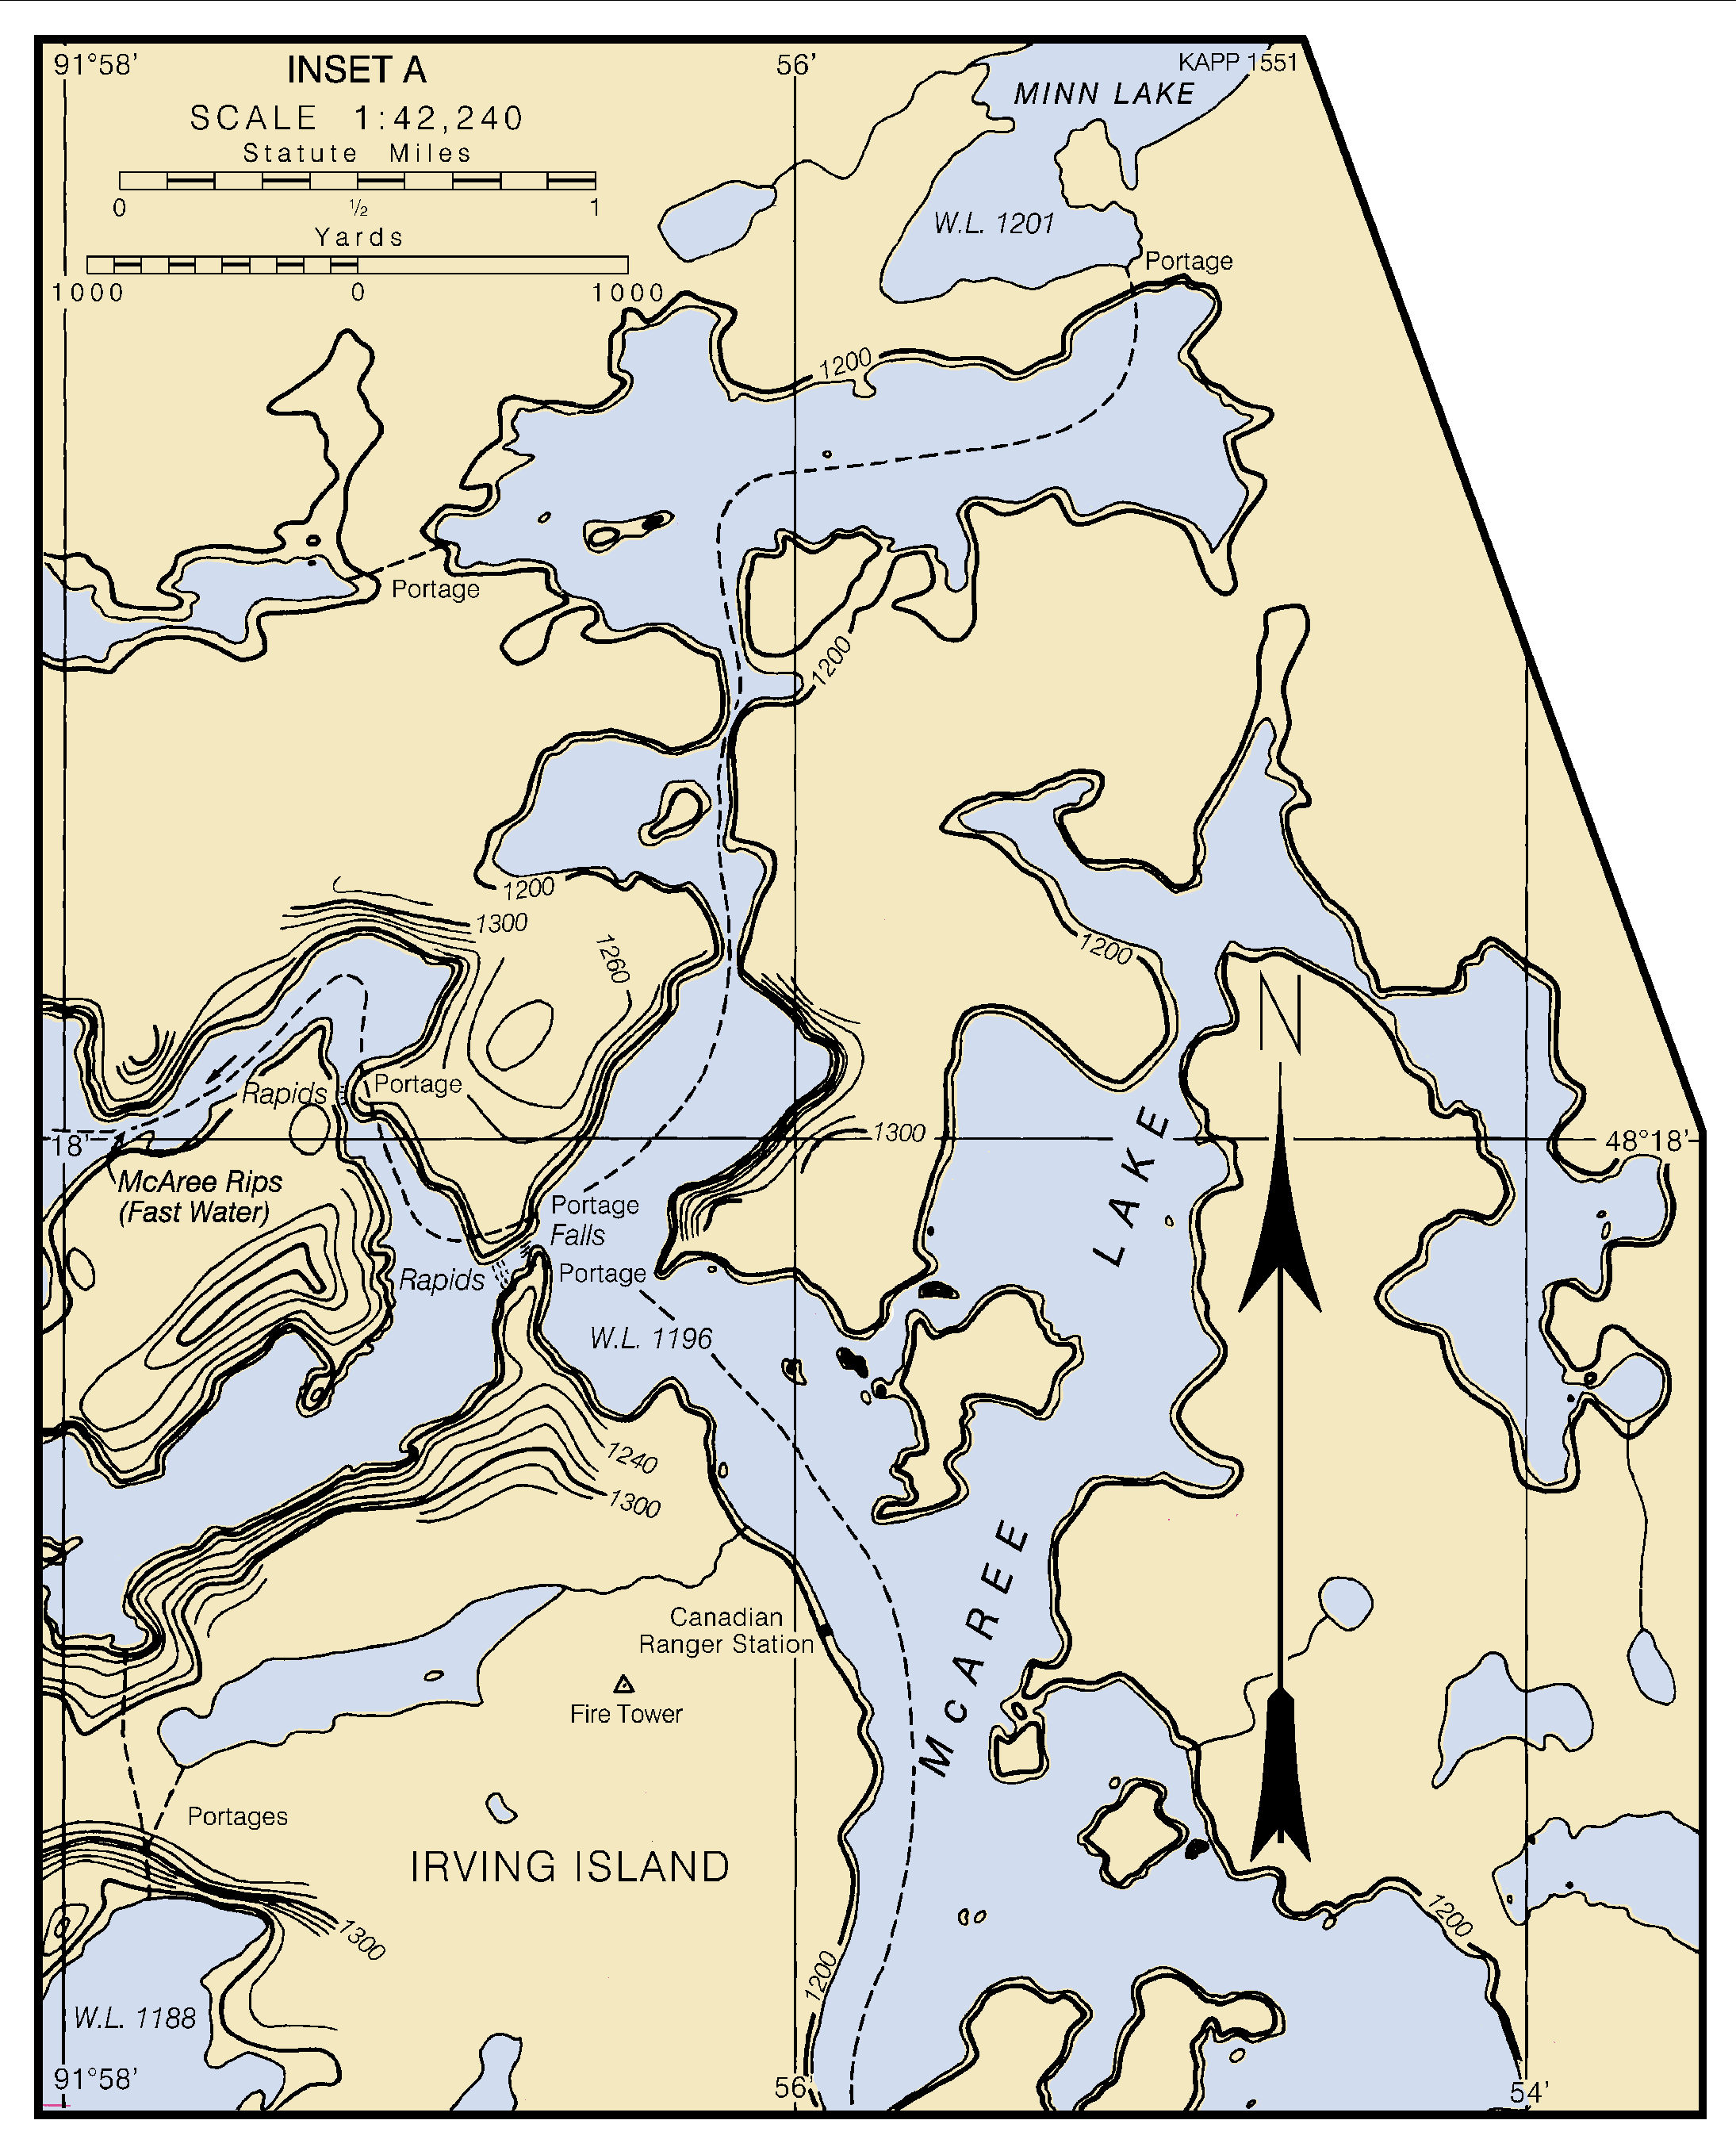 91°58'
INSET A
56'
KAPP 1551
SCALE 1:42,240
MINN LAKE
Statute Miles
0 ½ 1
W.L. 1201
Yards
Portage
1000 0 1000
1200
Portage
1200
1200
1300
1260
1200
Rapids
Portage
LAKE
N
18'
1300
48°18'
McAree Rips
(Fast Water)
Portage
Falls
Rapids
Portage
W.L. 1196
1240
1300
McAREE
Canadian
Ranger Station
Fire Tower
Portages
IRVING ISLAND
1200
1300
1200
W.L. 1188
91°58'
56'
54'